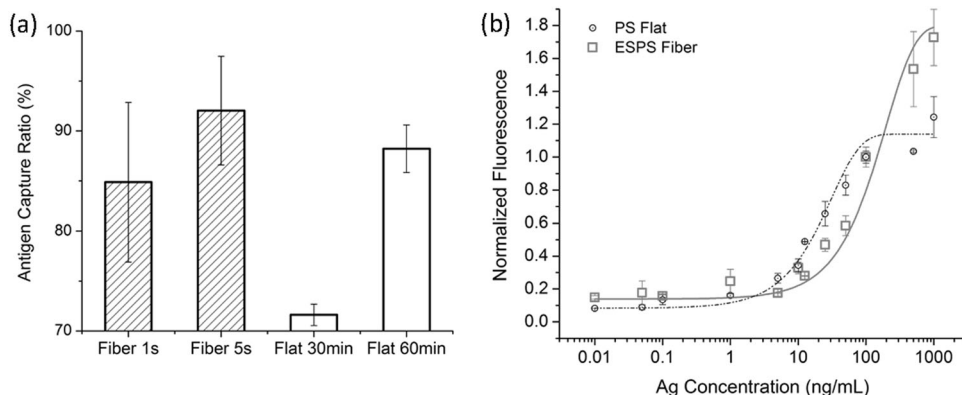 (a)
100
90
80
70
Antigen Capture Ratio (%)
Fiber 1s
Fiber 5s
Flat 30min
Flat 60min
(b)
PS Flat
ESPS Fiber
1.8
1.6
1.4
1.2
1.0
0.8
0.6
0.4
0.2
0.0
Normalized Fluorescence
0.01
0.1
1
10
100
1000
Ag Concentration (ng/mL)